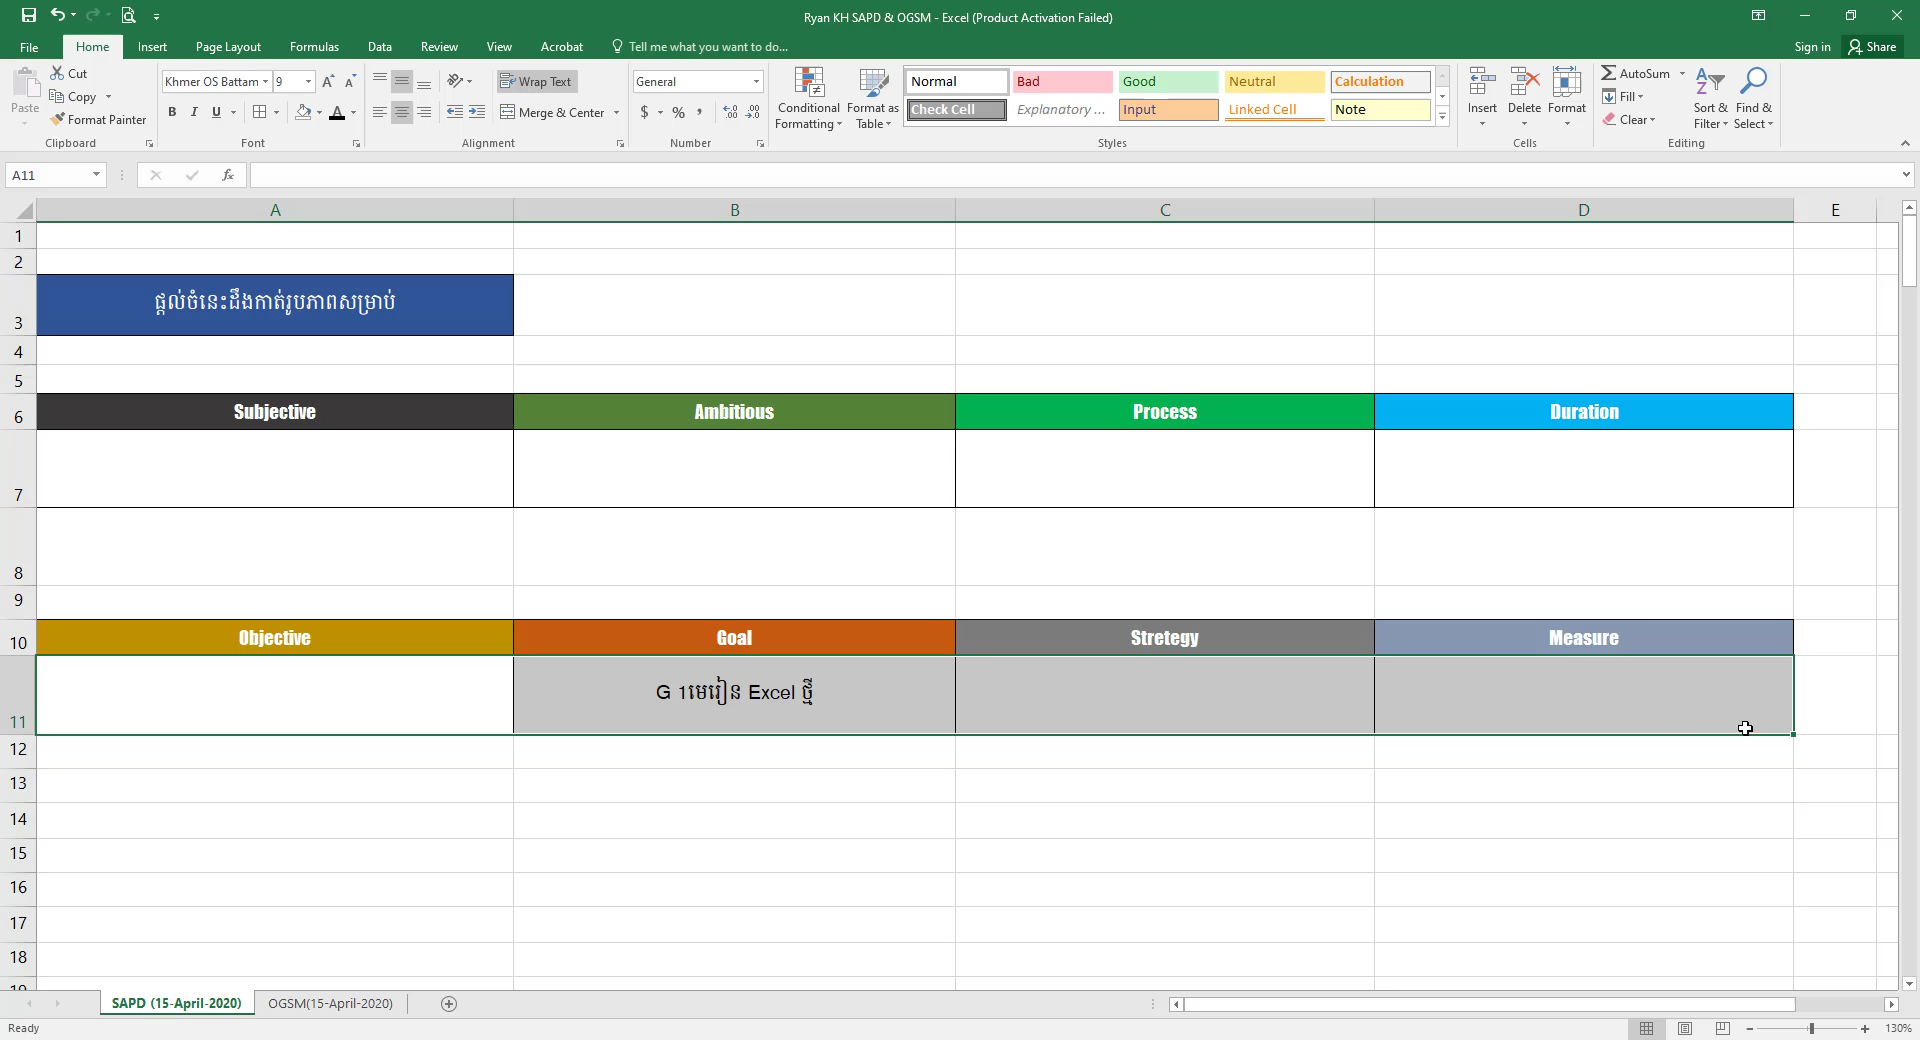 Ryan KH SAPD & OGSM - Excel (Product Activation Failed)
File Home Insert Page Layout Formulas Data Review View Acrobat Tell me what you want to do... Sign in Share
Paste Cut
Copy
Format Painter
Clipboard
Khmer OS Battam 9
B I U
Font
Wrap Text
Merge & Center
Alignment
General
$ % ,
Number
Conditional Formatting
Format as Table
Normal Bad Good Neutral Calculation
Check Cell Explanatory ... Input Linked Cell Note
Styles
Insert Delete Format
Cells
AutoSum
Fill
Clear
Sort & Filter
Find & Select
Editing
A11 fx
A B C D E
1
2
3 ផ្តល់ចំនេះដឹងកាត់រូបភាពសម្រាប់
4
5
6 Subjective Ambitious Process Duration
7
8
9
10 Objective Goal Stretegy Measure
11 G 1មេរៀន Excel ថ្មី
12
13
14
15
16
17
18
19
SAPD (15-April-2020) OGSM(15-April-2020)
Ready 130%